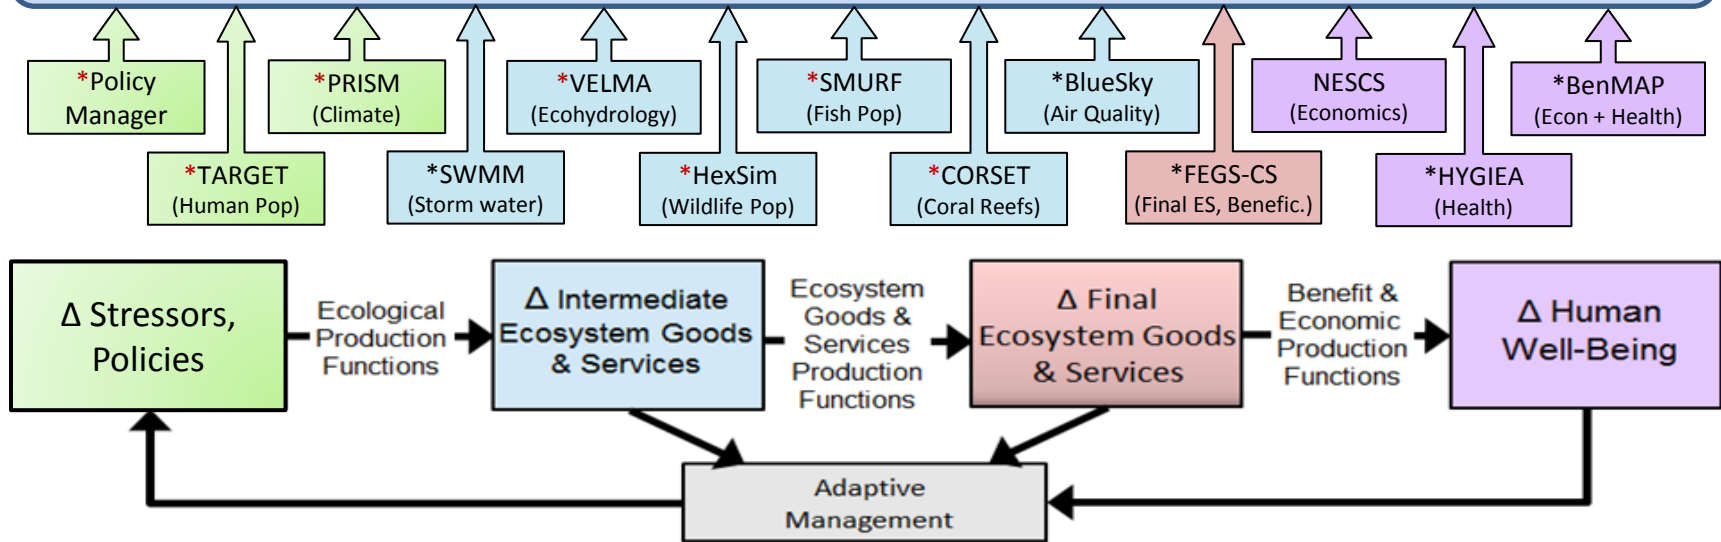 *Policy
Manager
*PRISM
(Climate)
*VELMA
(Ecohydrology)
*SMURF
(Fish Pop)
*BlueSky
(Air Quality)
NESCS
(Economics)
*BenMAP
(Econ + Health)
*TARGET
(Human Pop)
*SWMM
(Storm water)
*HexSim
(Wildlife Pop)
*CORSET
(Coral Reefs)
*FEGS-CS
(Final ES, Benefic.)
*HYGIEA
(Health)
Δ Stressors,
Policies
Ecological
Production
Functions
Δ Intermediate
Ecosystem Goods
& Services
Ecosystem
Goods &
Services
Production
Functions
Δ Final
Ecosystem Goods
& Services
Benefit &
Economic
Production
Functions
Δ Human
Well-Being
Adaptive
Management